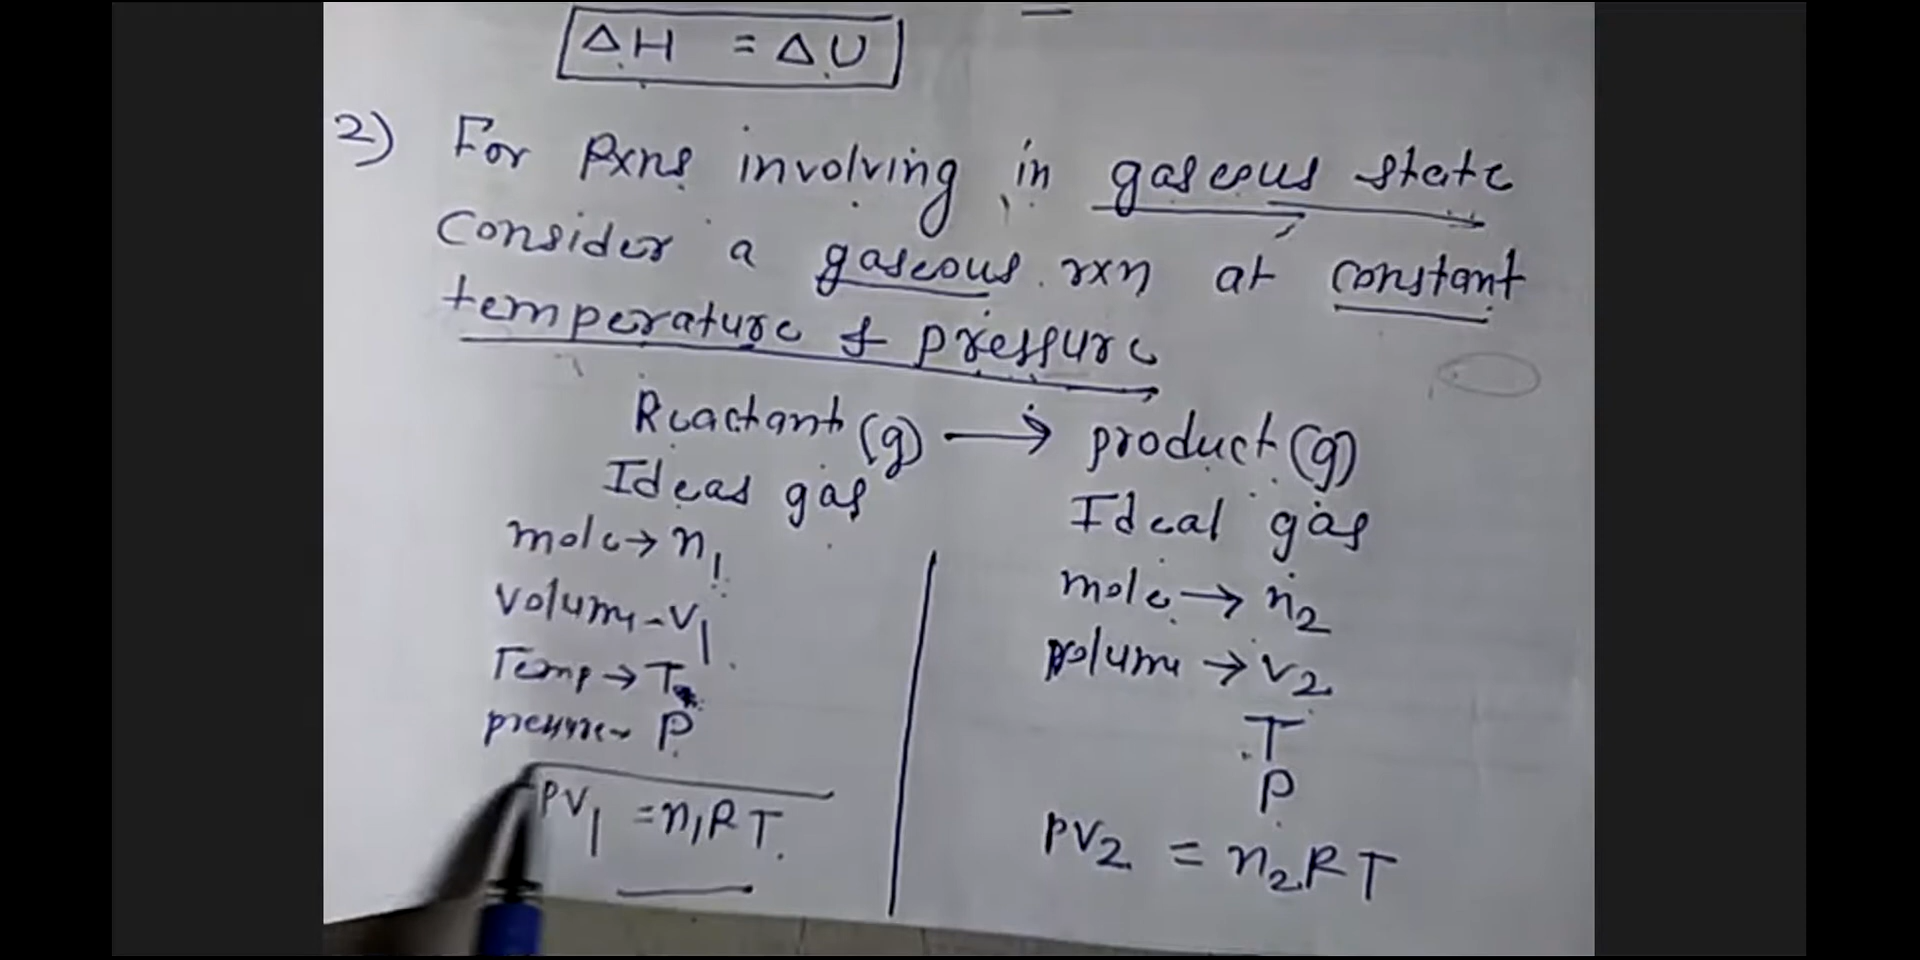 ΔH = ΔU
2) For Rxns involving in gaseous state
Consider a gaseous rxn at constant
temperature & pressure
Reactant (g) → product (g)
Ideas gas
Ideal gas
mole → n₁
volume - V₁
Temp → T
pressure - P
PV₁ = n₁RT
mole → n₂
volume → V₂
T
P
PV₂ = n₂RT